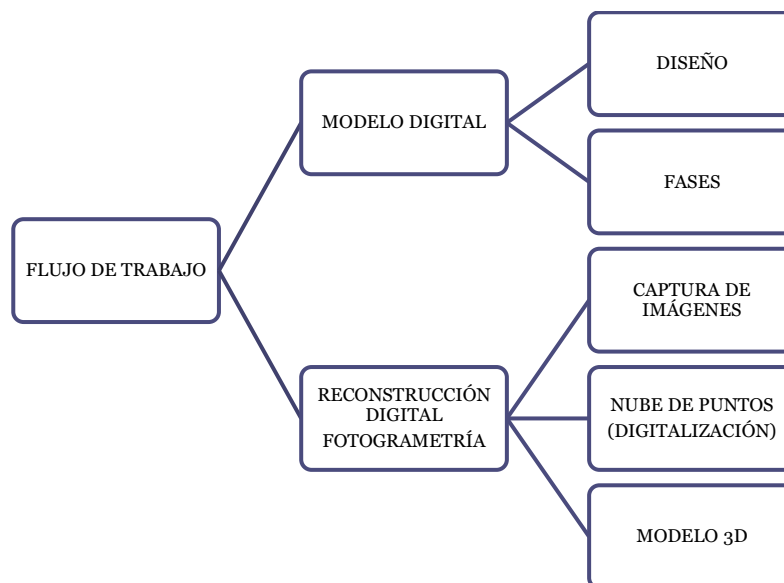 FLUJO DE TRABAJO
MODELO DIGITAL
DISEÑO
FASES
RECONSTRUCCIÓN
DIGITAL
FOTOGRAMETRÍA
CAPTURA DE
IMÁGENES
NUBE DE PUNTOS
(DIGITALIZACIÓN)
MODELO 3D